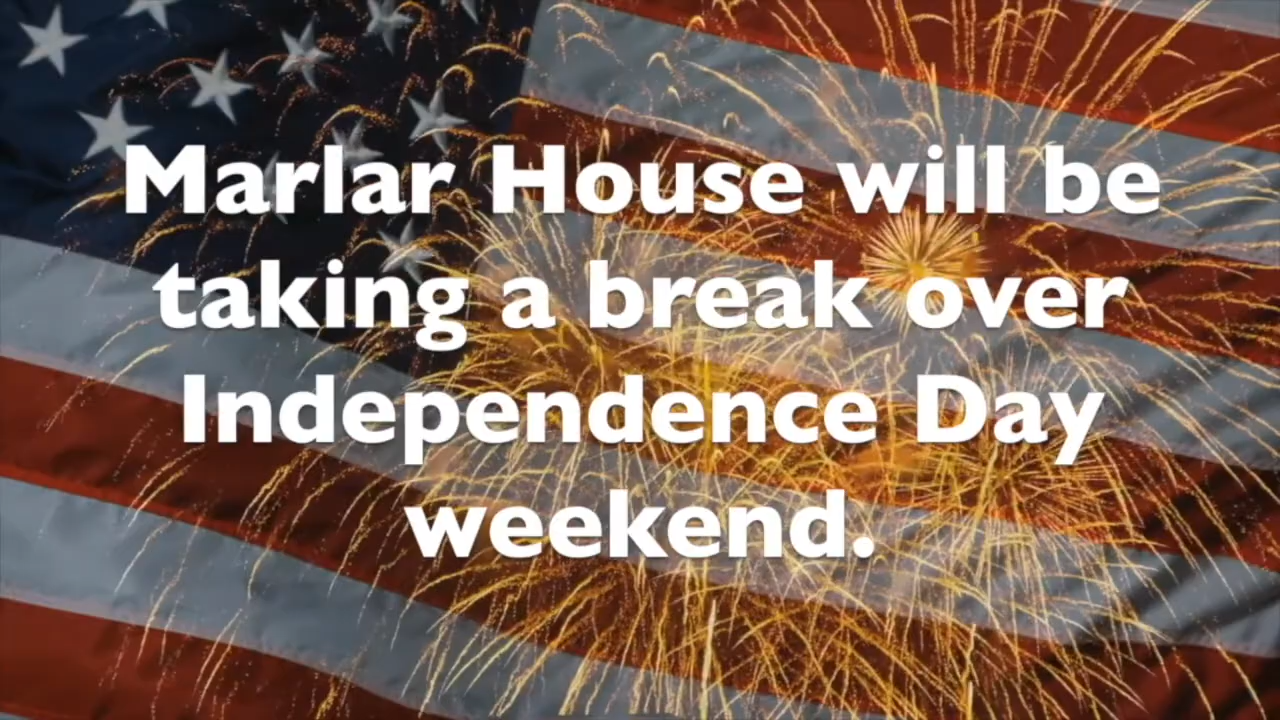 Marlar House will be
taking a break over
Independence Day
weekend.